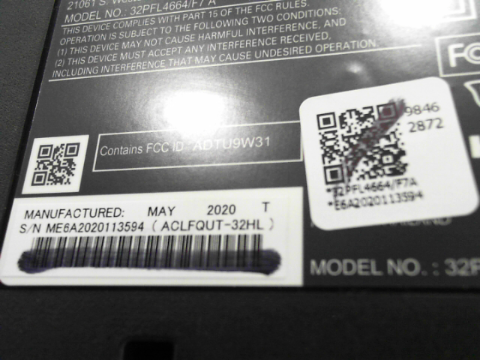 21061 S. W
MODEL NO. : 32PFL4664/F7 A
THIS DEVICE COMPLIES WITH PART 15 OF THE FCC RULES.
OPERATION IS SUBJECT TO THE FOLLOWING TWO CONDITIONS:
(1) THIS DEVICE MAY NOT CAUSE HARMFUL INTERFERENCE, AND
(2) THIS DEVICE MUST ACCEPT ANY INTERFERENCE RECEIVED,
INCLUDING INTERFERENCE THAT MAY CAUSE UNDESIRED OPERATION.
FC
9846
2872
Contains FCC ID : ADTU9W31
*32PFL4664/F7A
*E6A2020113594
MANUFACTURED: MAY 2020 T
S/N ME6A2020113594 ( ACLFQUT-32HL )
MODEL NO. : 32P